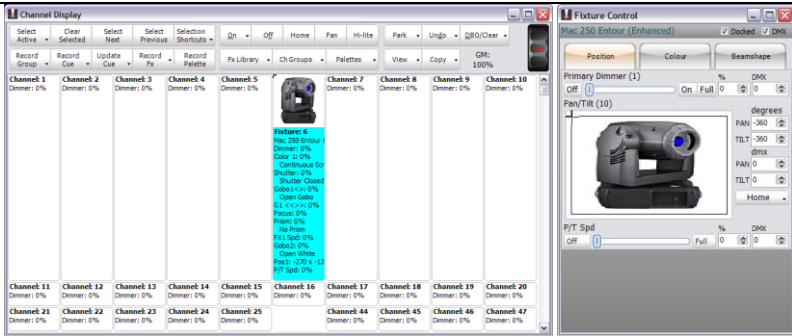 Channel Display
Select Active
Clear Selected
Select Next
Select Previous
Selection Shortcuts
On
Off
Home
Fan
Hi-lite
Park
Undo
DBO/Clear
Record Group
Record Cue
Update Cue
Record Fx
Record Palette
Fx Library
Ch Groups
Palettes
View
Copy
GM: 100%
Channel: 1 Channel: 2 Channel: 3 Channel: 4 Channel: 5 Channel: 7 Channel: 8 Channel: 9 Channel: 10
Dimmer: 0% Dimmer: 0% Dimmer: 0% Dimmer: 0% Dimmer: 0% Dimmer: 0% Dimmer: 0% Dimmer: 0% Dimmer: 0%
Fixture: 6
Mac 250 Entour (
Dimmer: 0%
Color 1: 0%
Continuous Scr
Shutter: 0%
Shutter Closed
Gobo1<>: 0%
Open Gobo
G1 <<>>: 0%
Focus: 0%
Prism: 0%
No Prism
FX1 Spd: 0%
Gobo2: 0%
Open White
Pos1: -270 x -12
P/T Spd: 0%
Channel: 11 Channel: 12 Channel: 13 Channel: 14 Channel: 15 Channel: 16 Channel: 17 Channel: 18 Channel: 19 Channel: 20
Dimmer: 0% Dimmer: 0% Dimmer: 0% Dimmer: 0% Dimmer: 0% Dimmer: 0% Dimmer: 0% Dimmer: 0% Dimmer: 0% Dimmer: 0%
Channel: 21 Channel: 22 Channel: 23 Channel: 24 Channel: 25 Channel: 44 Channel: 45 Channel: 46 Channel: 47
Dimmer: 0% Dimmer: 0% Dimmer: 0% Dimmer: 0% Dimmer: 0% Dimmer: 0% Dimmer: 0% Dimmer: 0% Dimmer: 0%
Fixture Control
Mac 250 Entour (Enhanced) Docked DMX
Position Colour Beamshape
Primary Dimmer (1) % DMX
Off On Full 0 0
Pan/Tilt (10)
degrees
PAN -360
TILT -360
dmx
PAN 0
TILT 0
Home
P/T Spd % DMX
Off Full 0 0